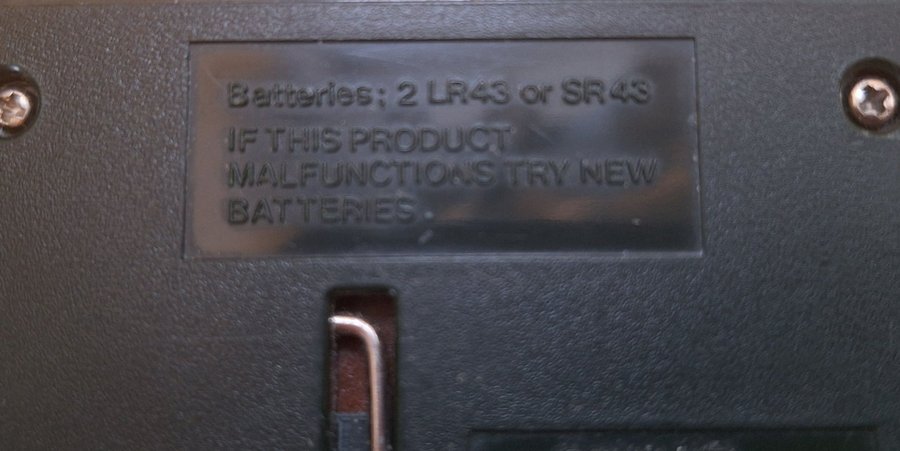 Batteries; 2 LR43 or SR43
IF THIS PRODUCT
MALFUNCTIONS TRY NEW
BATTERIES.